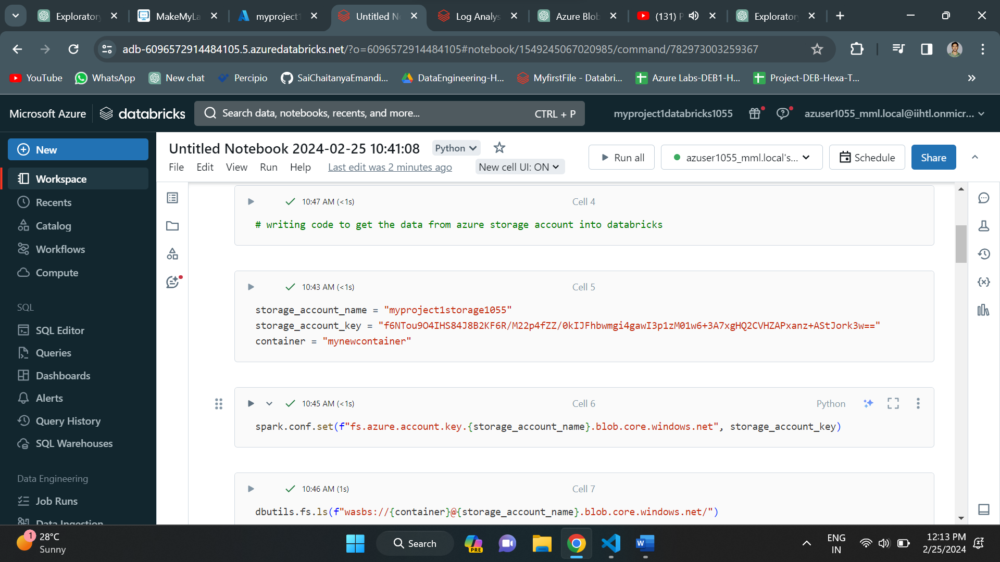 Exploratory
MakeMyLa
myproject1
Untitled No
Log Analys
Azure Blob
(131) P
Exploratory
adb-6096572914484105.5.azuredatabricks.net/?o=6096572914484105#notebook/1549245067020985/command/782973003259367
YouTube
WhatsApp
New chat
Percipio
SaiChaitanyaEmandi...
DataEngineering-H...
MyfirstFile - Databri...
Azure Labs-DEB1-H...
Project-DEB-Hexa-T...
Microsoft Azure
databricks
Search data, notebooks, recents, and more...
CTRL + P
myproject1databricks1055
azuser1055_mml.local@iihtl.onmicr...
New
Workspace
Recents
Catalog
Workflows
Compute
SQL
SQL Editor
Queries
Dashboards
Alerts
Query History
SQL Warehouses
Data Engineering
Job Runs
Data Ingestion
Untitled Notebook 2024-02-25 10:41:08
Python
File
Edit
View
Run
Help
Last edit was 2 minutes ago
New cell UI: ON
Run all
azuser1055_mml.local's...
Schedule
Share
10:47 AM (<1s)
Cell 4
# writing code to get the data from azure storage account into databricks
10:43 AM (<1s)
Cell 5
storage_account_name = "myproject1storage1055"
storage_account_key = "f6NTou9O4IHS84J8B2KF6R/M22p4fZZ/0kIJFhbwmgi4gawI3p1zM01w6+3A7xgHQ2CVHZAPxanz+AStJork3w=="
container = "mynewcontainer"
10:45 AM (<1s)
Cell 6
Python
spark.conf.set(f"fs.azure.account.key.{storage_account_name}.blob.core.windows.net", storage_account_key)
10:46 AM (1s)
Cell 7
dbutils.fs.ls(f"wasbs://{container}@{storage_account_name}.blob.core.windows.net/")
1
28°C
Sunny
Search
PRE
W
ENG
IN
12:13 PM
2/25/2024